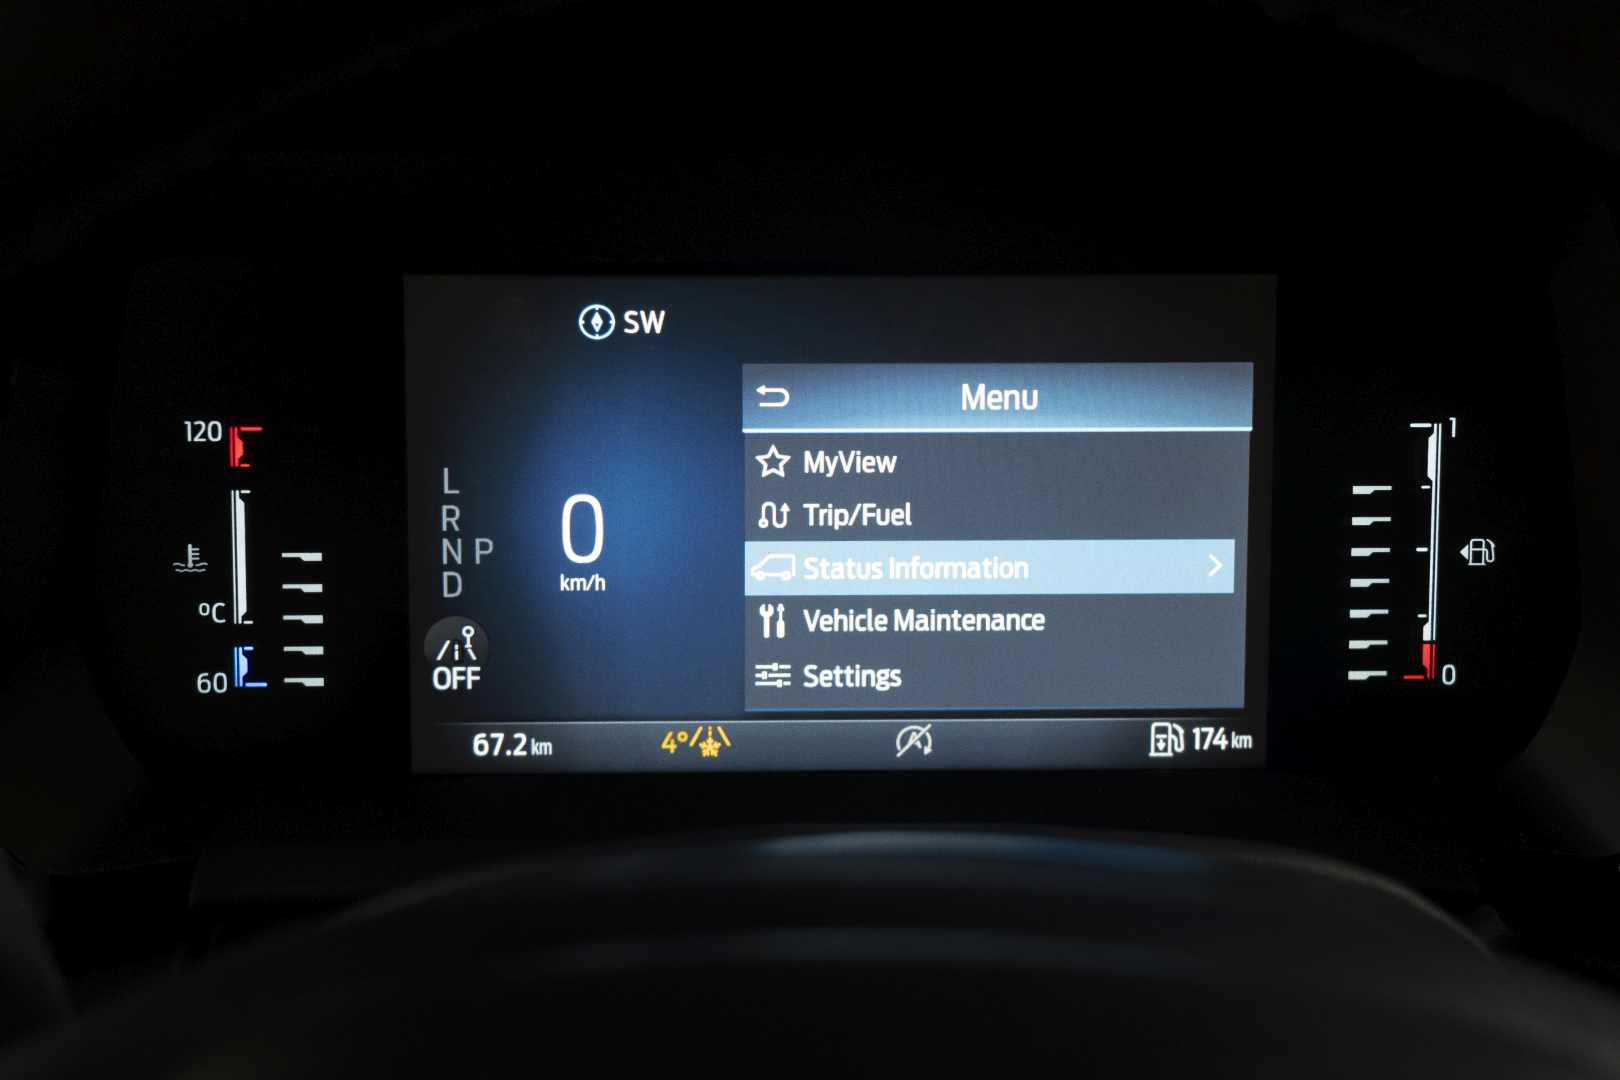 SW
Menu
MyView
Trip/Fuel
Status Information
Vehicle Maintenance
Settings
120
°C
60
L
R
N P
D
0
km/h
OFF
67.2 km
4°
A
174 km
1
0